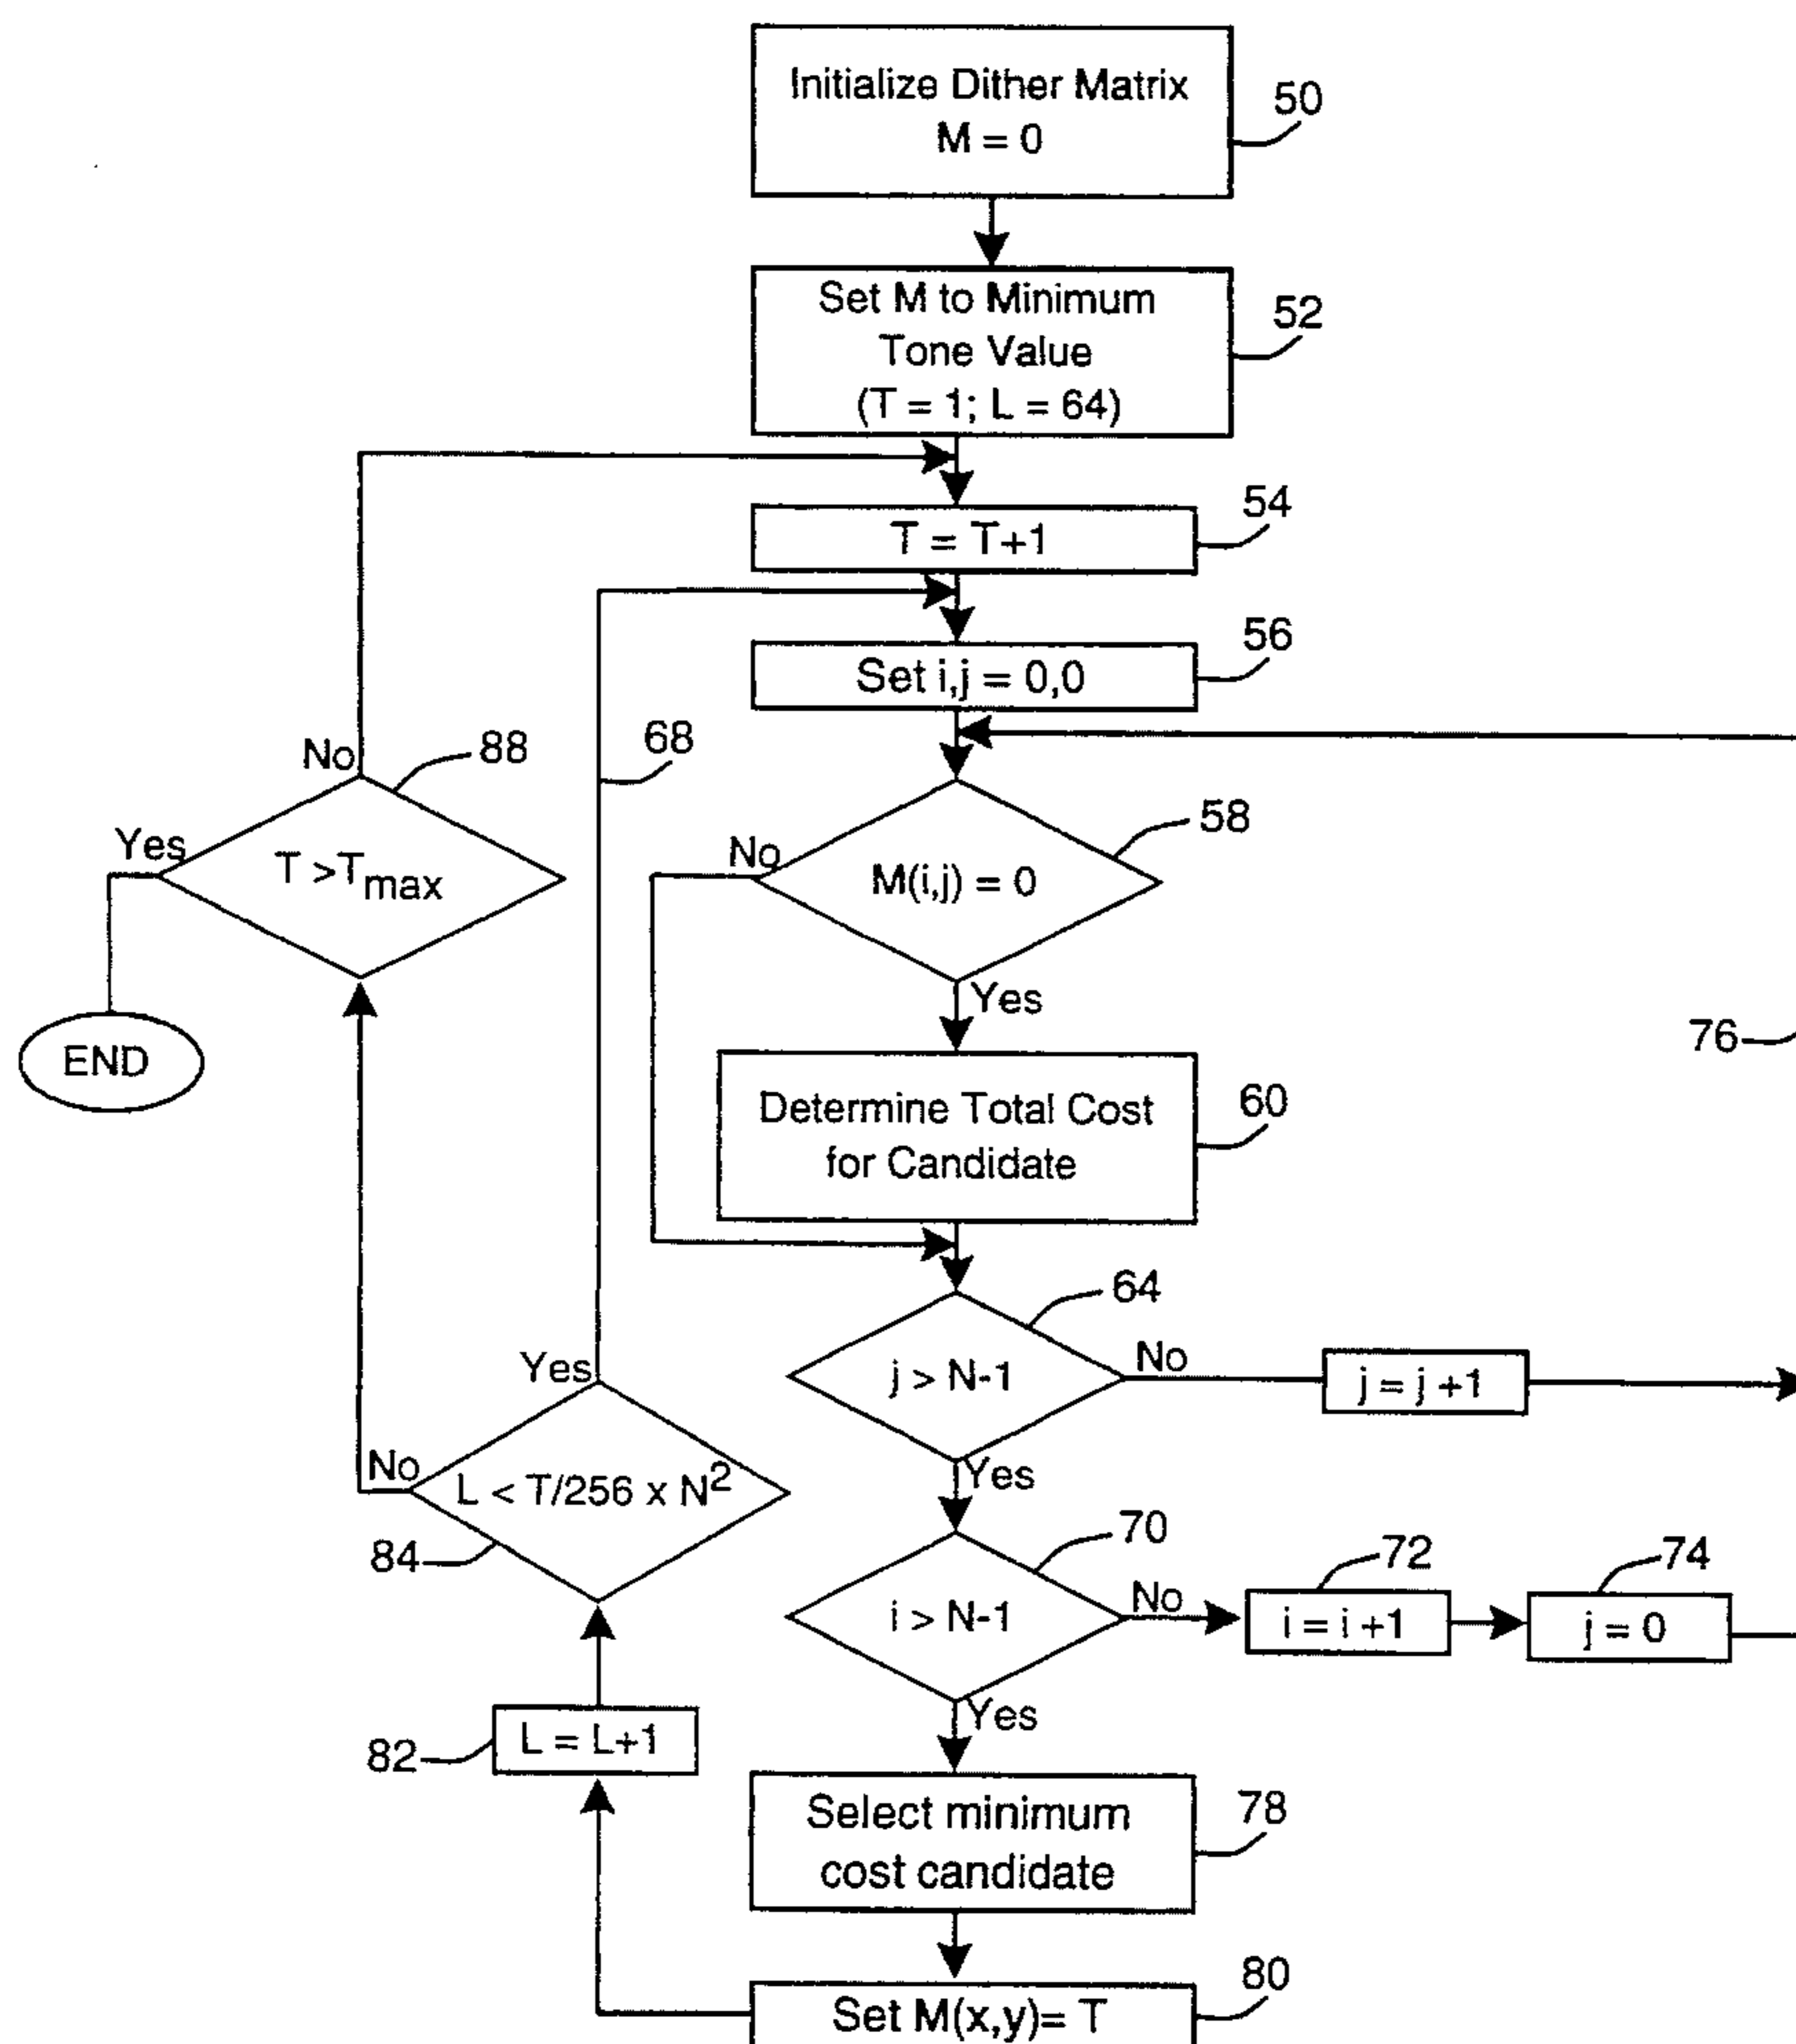 Initialize Dither Matrix
M = 0
50
Set M to Minimum
Tone Value
(T = 1; L = 64)
52
T = T+1
54
Set i,j = 0,0
56
68
No
88
Yes
T >Tmax
END
58
No
M(i,j) = 0
Yes
76
Determine Total Cost
for Candidate
60
64
j > N-1
No
j = j +1
Yes
Yes
No
L < T/256 x N²
84
70
i > N-1
No
72
i = i +1
74
j = 0
Yes
82
L = L+1
Select minimum
cost candidate
78
Set M(x,y)= T
80